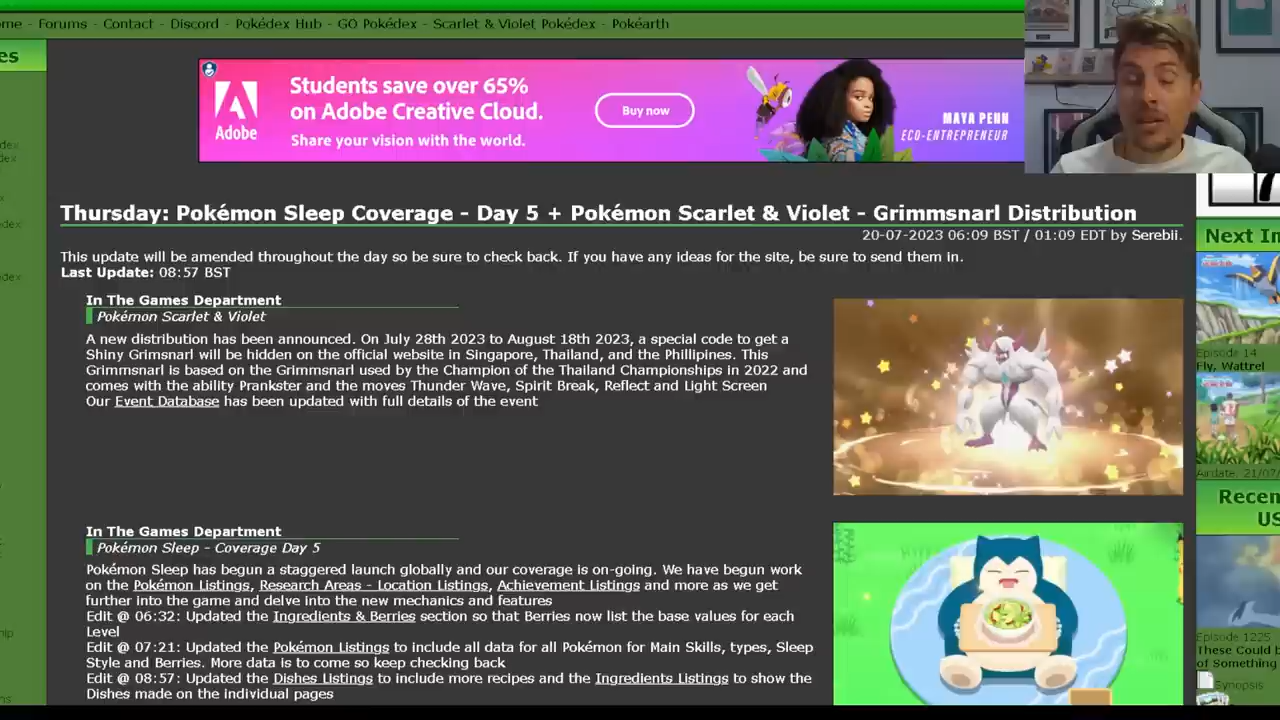 me - Forums - Contact - Discord - Pokédex Hub - GO Pokédex - Scarlet & Violet Pokédex - Pokéarth
es
Students save over 65%
on Adobe Creative Cloud.
Share your vision with the world.
Adobe
Buy now
MAYA PENN
ECO-ENTREPRENEUR
Thursday: Pokémon Sleep Coverage - Day 5 + Pokémon Scarlet & Violet - Grimmsnarl Distribution
20-07-2023 06:09 BST / 01:09 EDT by Serebii.
This update will be amended throughout the day so be sure to check back. If you have any ideas for the site, be sure to send them in.
Last Update: 08:57 BST
In The Games Department
Pokémon Scarlet & Violet
A new distribution has been announced. On July 28th 2023 to August 18th 2023, a special code to get a
Shiny Grimsnarl will be hidden on the official website in Singapore, Thailand, and the Phillipines. This
Grimmsnarl is based on the Grimmsnarl used by the Champion of the Thailand Championships in 2022 and
comes with the ability Prankster and the moves Thunder Wave, Spirit Break, Reflect and Light Screen
Our Event Database has been updated with full details of the event
In The Games Department
Pokémon Sleep - Coverage Day 5
Pokémon Sleep has begun a staggered launch globally and our coverage is on-going. We have begun work
on the Pokémon Listings, Research Areas - Location Listings, Achievement Listings and more as we get
further into the game and delve into the new mechanics and features
Edit @ 06:32: Updated the Ingredients & Berries section so that Berries now list the base values for each
Level
Edit @ 07:21: Updated the Pokémon Listings to include all data for all Pokémon for Main Skills, types, Sleep
Style and Berries. More data is to come so keep checking back
Edit @ 08:57: Updated the Dishes Listings to include more recipes and the Ingredients Listings to show the
Dishes made on the individual pages
Next In
Episode 14
Fly, Wattrel
Airdate: 21/07/
Recen
US
Episode 1225
These Could b
of Something
Synopsis